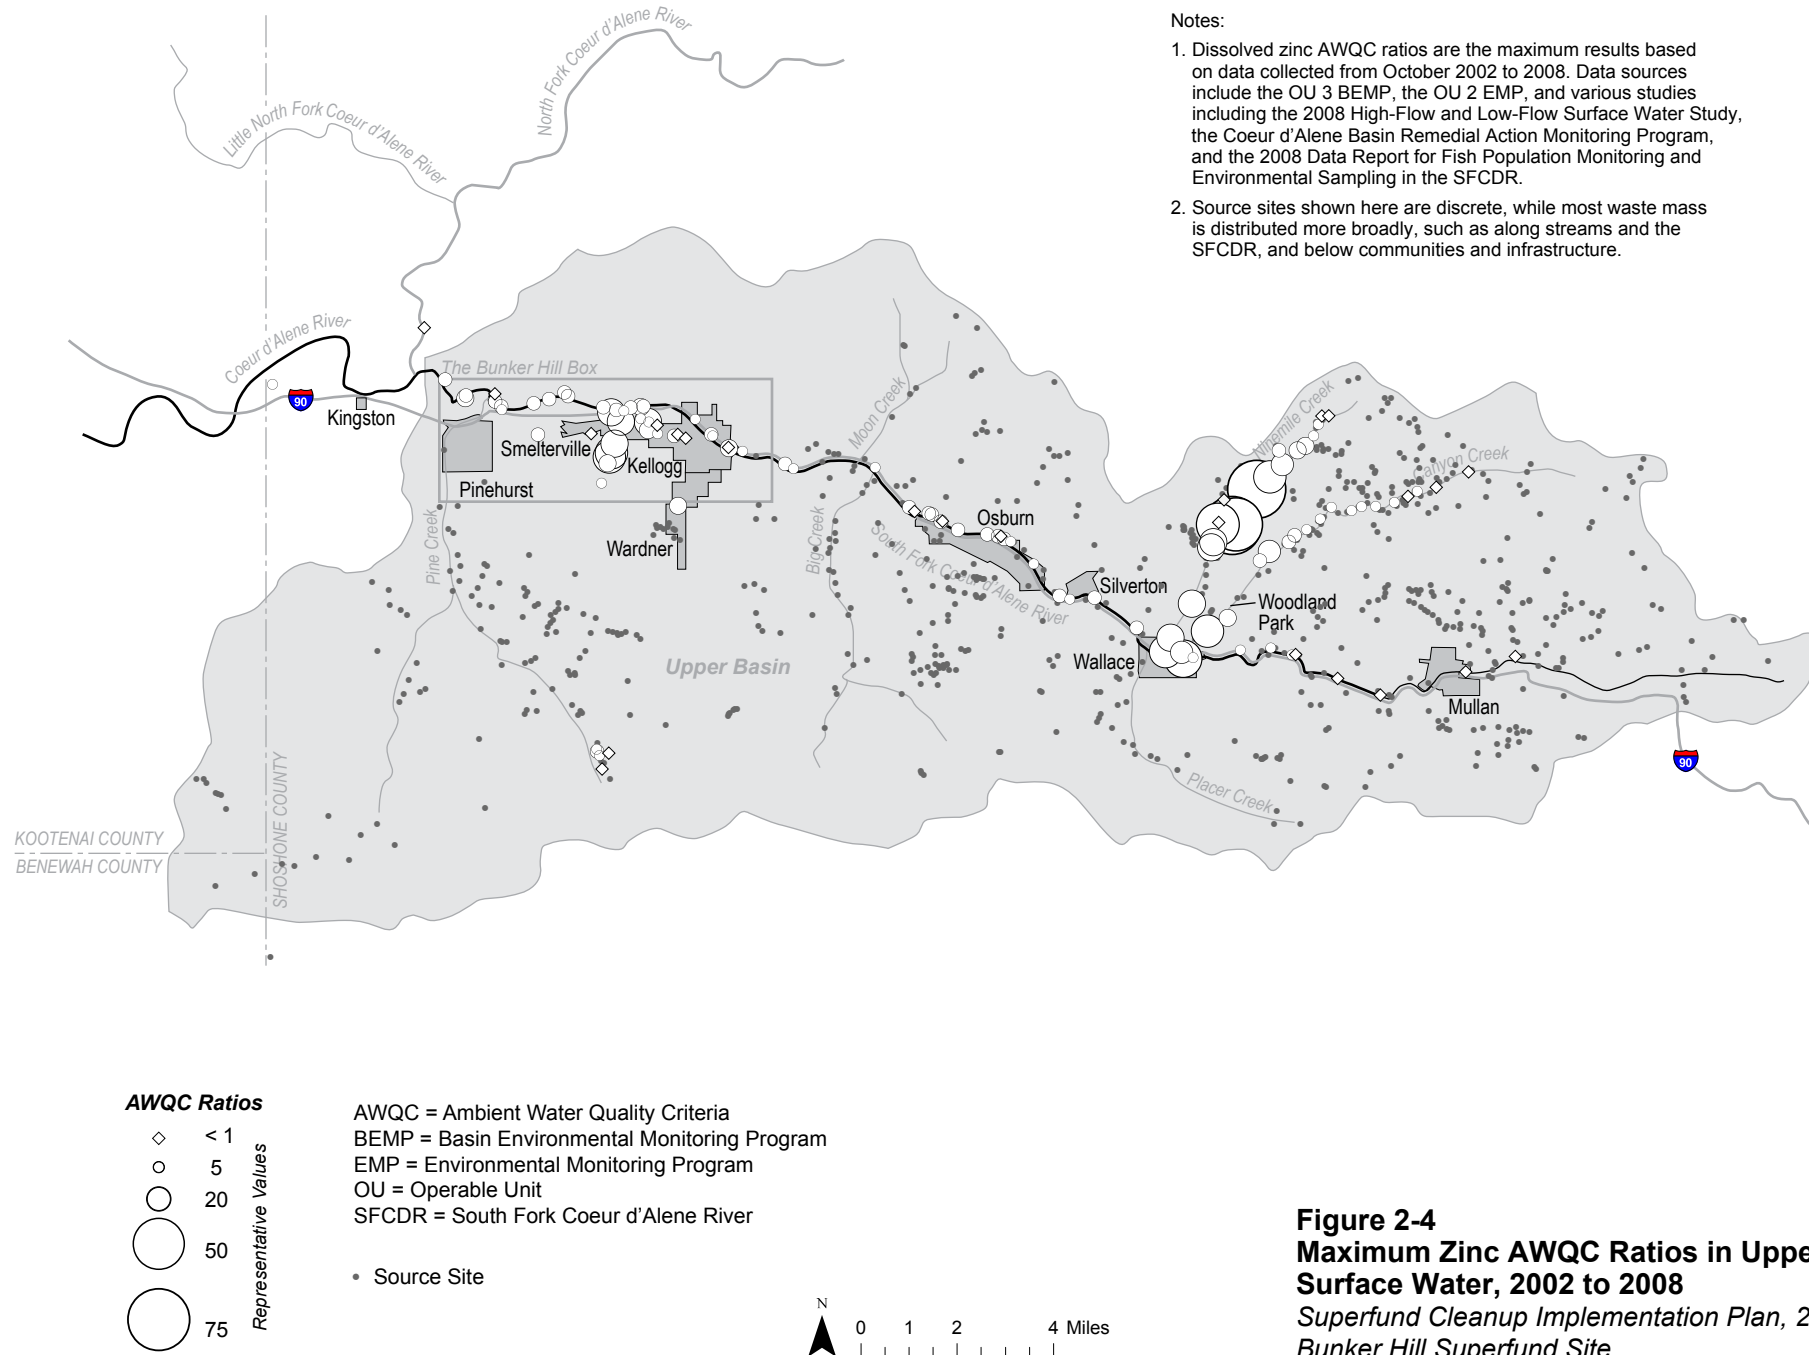 Notes:
1. Dissolved zinc AWQC ratios are the maximum results based
on data collected from October 2002 to 2008. Data sources
include the OU 3 BEMP, the OU 2 EMP, and various studies
including the 2008 High-Flow and Low-Flow Surface Water Study,
the Coeur d'Alene Basin Remedial Action Monitoring Program,
and the 2008 Data Report for Fish Population Monitoring and
Environmental Sampling in the SFCDR.
2. Source sites shown here are discrete, while most waste mass
is distributed more broadly, such as along streams and the
SFCDR, and below communities and infrastructure.
North Fork Coeur d'Alene River
Little North Fork Coeur d'Alene River
Coeur d'Alene River
90
Kingston
The Bunker Hill Box
Smelterville
Kellogg
Pinehurst
Wardner
Pine Creek
Moon Creek
Big Creek
Osburn
South Fork Coeur d'Alene River
Silverton
Ninemile Creek
Canyon Creek
Woodland
Park
Wallace
Mullan
Upper Basin
Placer Creek
90
KOOTENAI COUNTY
BENEWAH COUNTY
SHOSHONE COUNTY
AWQC Ratios
< 1
5
20
50
75
Representative Values
AWQC = Ambient Water Quality Criteria
BEMP = Basin Environmental Monitoring Program
EMP = Environmental Monitoring Program
OU = Operable Unit
SFCDR = South Fork Coeur d'Alene River
Source Site
N
0 1 2 4 Miles
Figure 2-4
Maximum Zinc AWQC Ratios in Uppe
Surface Water, 2002 to 2008
Superfund Cleanup Implementation Plan, 2
Bunker Hill Superfund Site